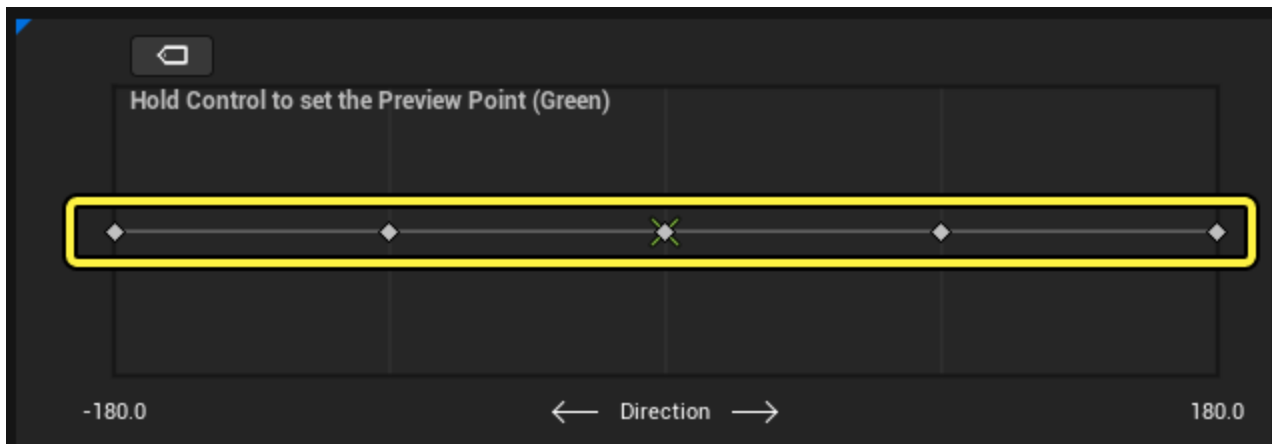 Hold Control to set the Preview Point (Green)
-180.0
Direction
180.0